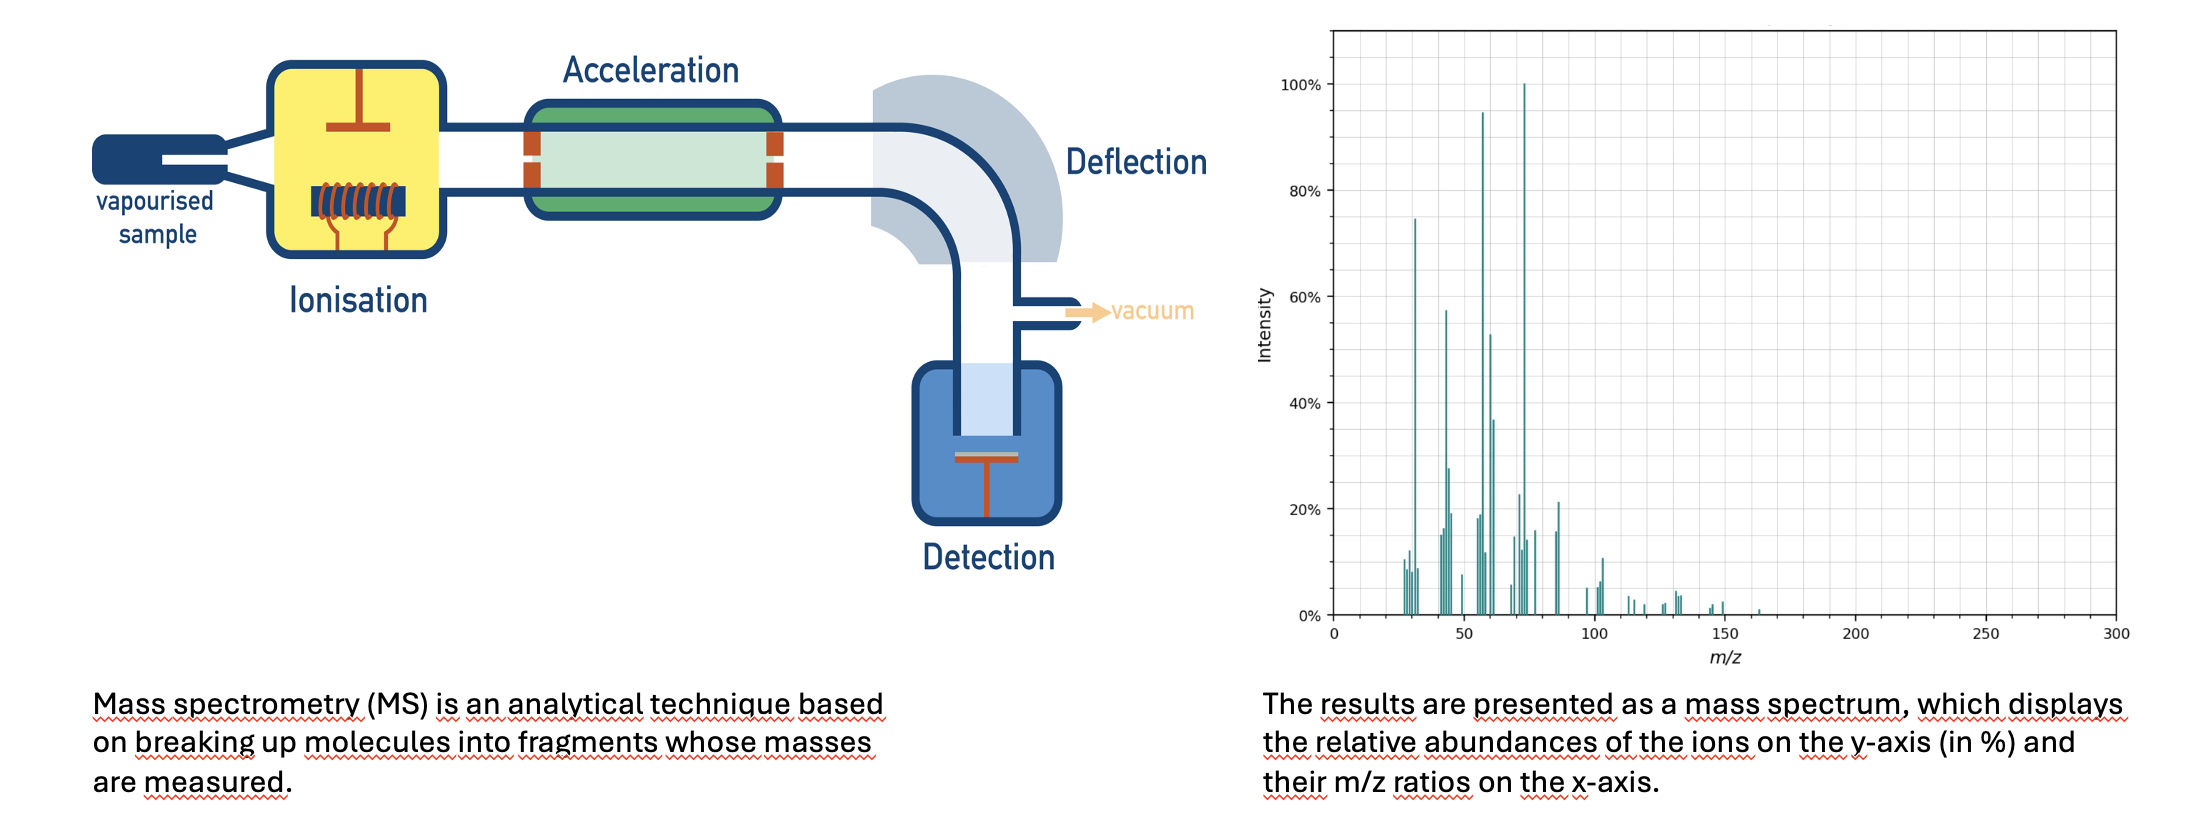 Acceleration
Deflection
vapourised
sample
Ionisation
vacuum
Detection
Mass spectrometry (MS) is an analytical technique based
on breaking up molecules into fragments whose masses
are measured.
Intensity
100%
80%
60%
40%
20%
0%
0 50 100 150 200 250 300
m/z
The results are presented as a mass spectrum, which displays
the relative abundances of the ions on the y-axis (in %) and
their m/z ratios on the x-axis.